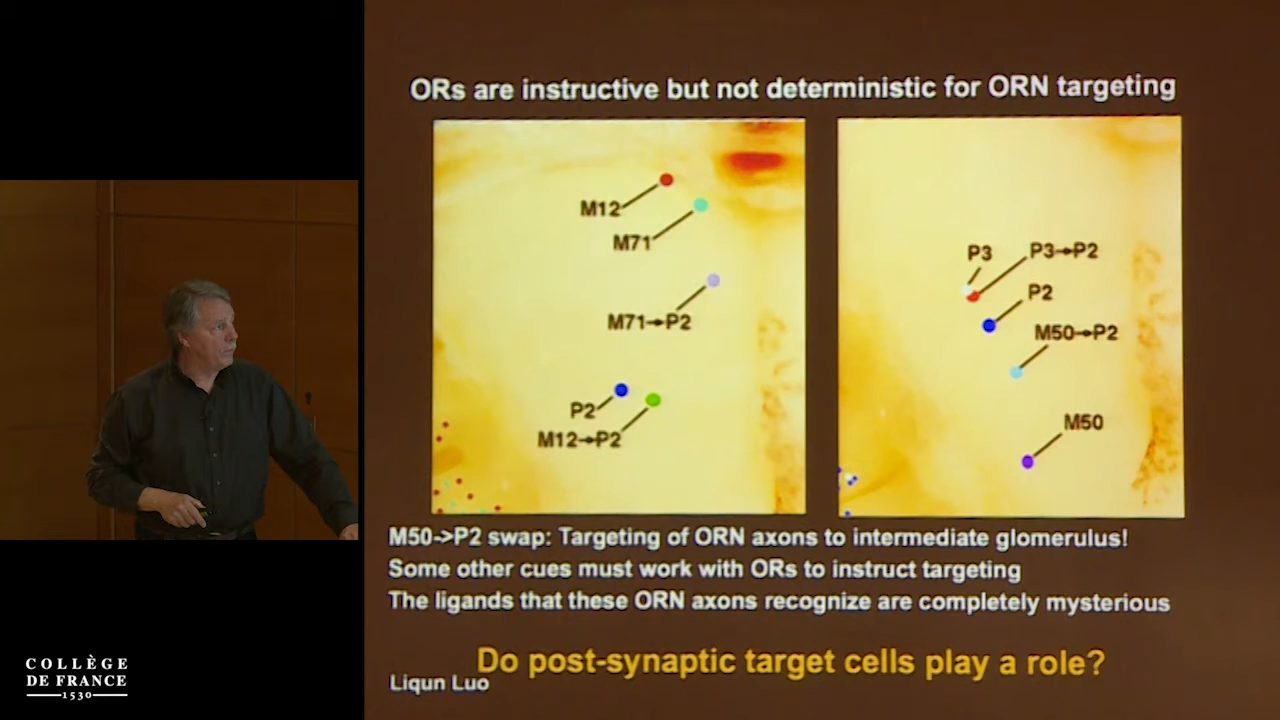 ORs are instructive but not deterministic for ORN targeting
M12
M71
M71→P2
P2
M12→P2
P3
P3→P2
P2
M50→P2
M50
M50->P2 swap: Targeting of ORN axons to intermediate glomerulus!
Some other cues must work with ORs to instruct targeting
The ligands that these ORN axons recognize are completely mysterious
Do post-synaptic target cells play a role?
Liqun Luo
COLLÈGE
DE FRANCE
1530